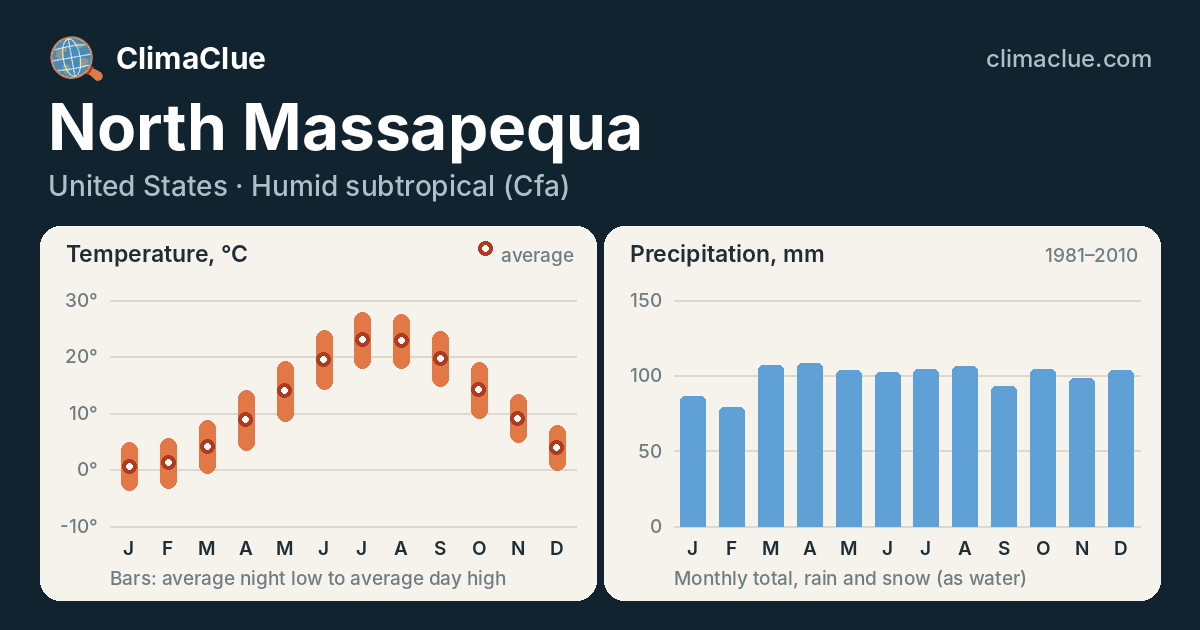 ClimaClue
climaclue.com
North Massapequa
United States · Humid subtropical (Cfa)
Temperature, °C
average
30°
20°
10°
0°
-10°
J F M A M J J A S O N D
Bars: average night low to average day high
Precipitation, mm
1981–2010
150
100
50
0
J F M A M J J A S O N D
Monthly total, rain and snow (as water)